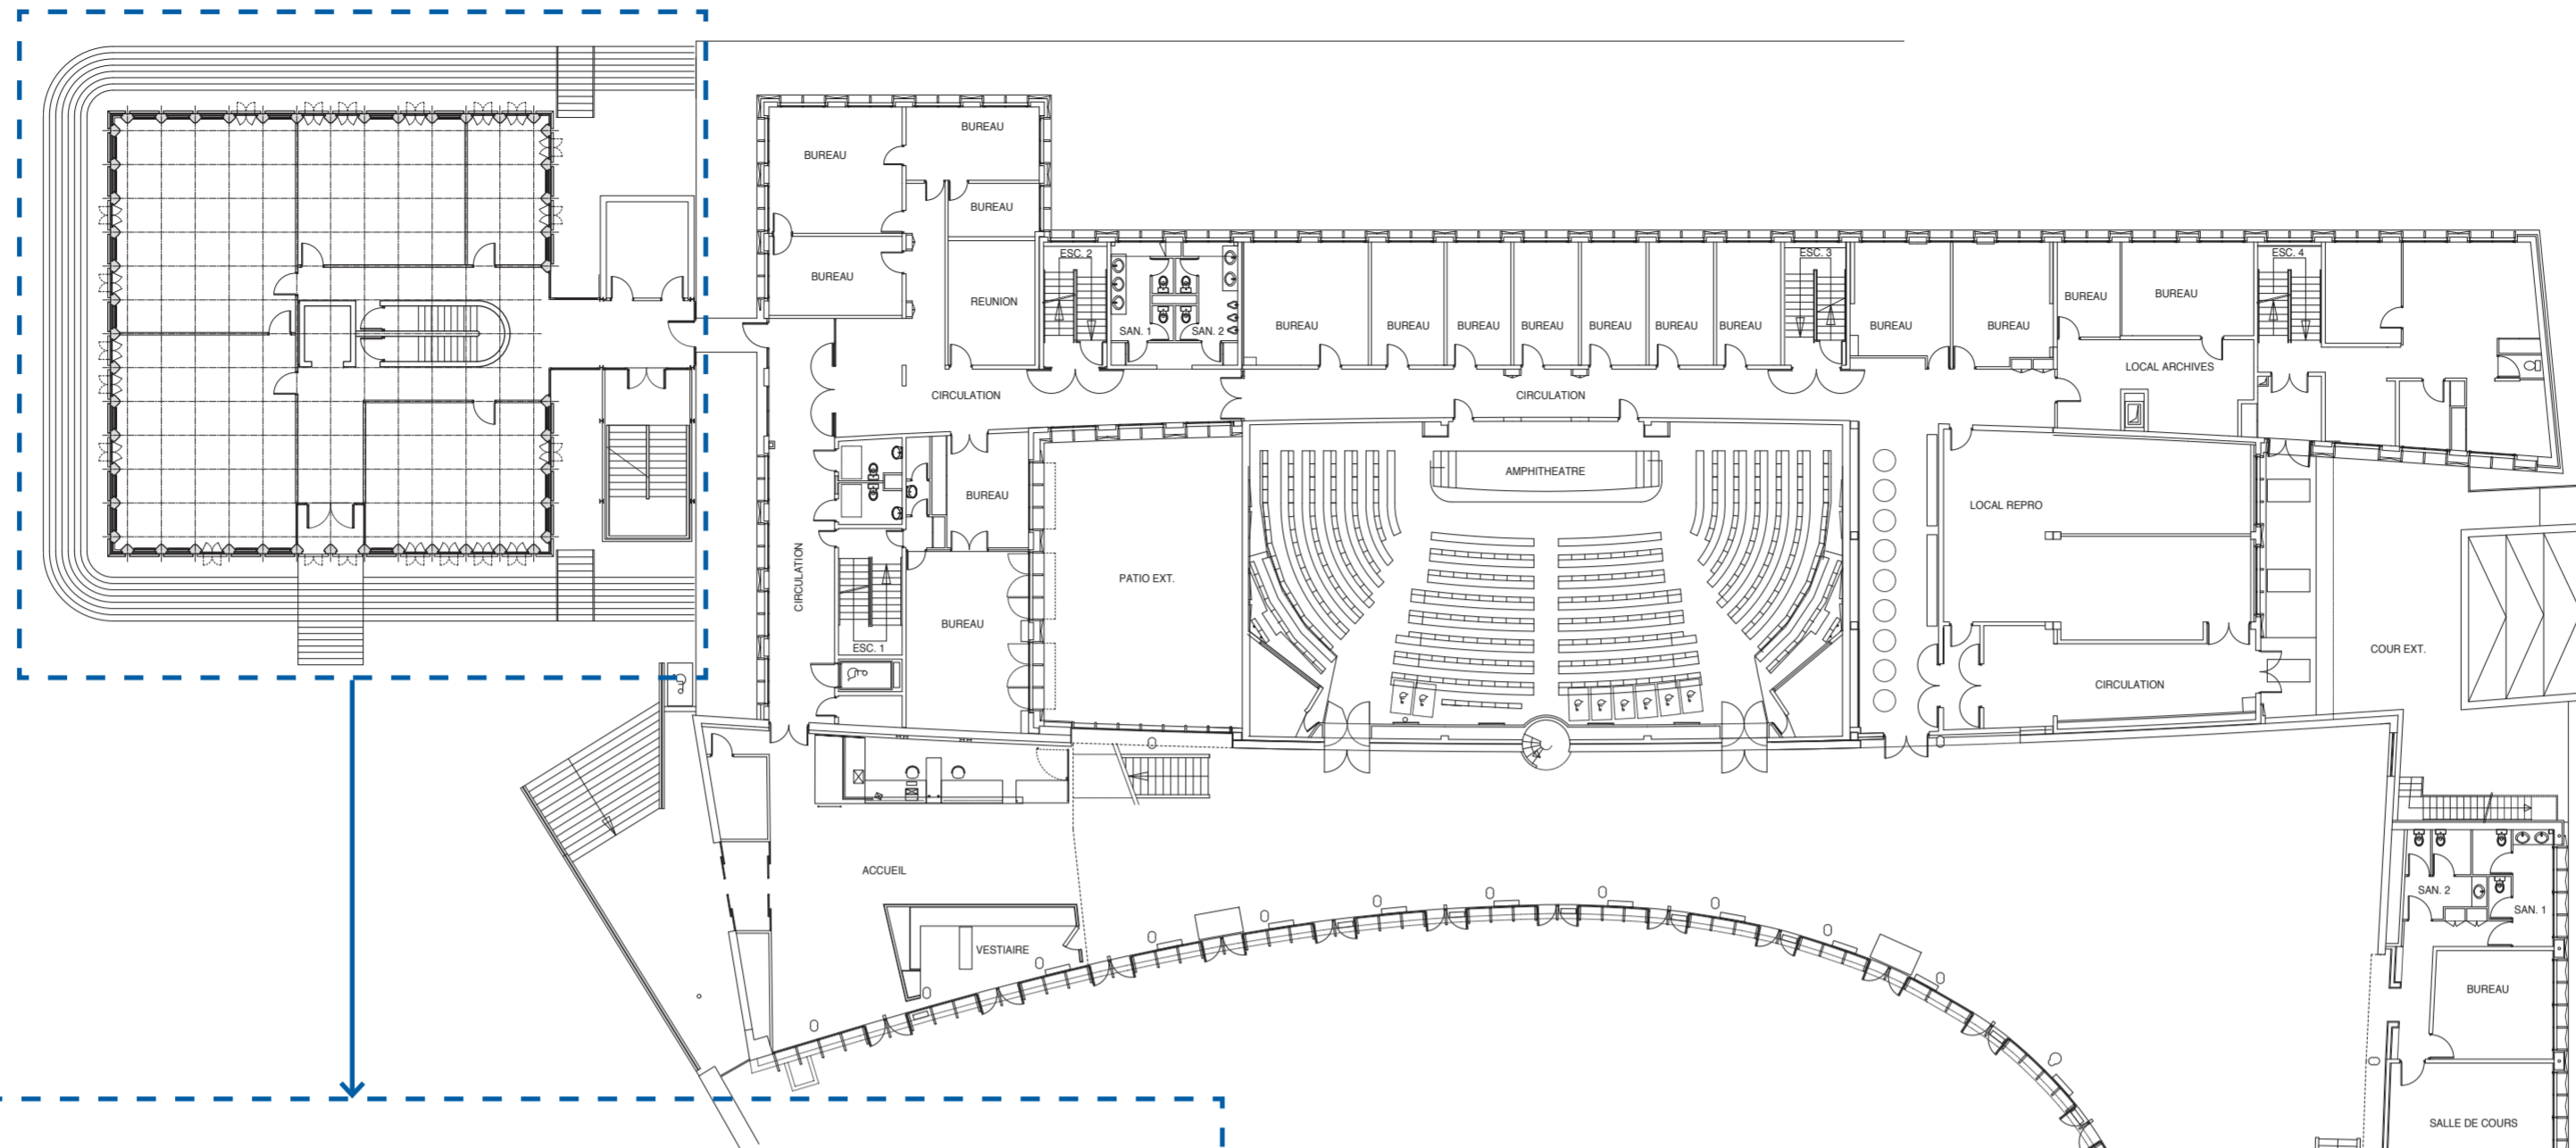 BUREAU
BUREAU
BUREAU
BUREAU
REUNION
ESC. 2
SAN. 1
SAN. 2
BUREAU
BUREAU
BUREAU
BUREAU
BUREAU
BUREAU
BUREAU
ESC. 3
BUREAU
BUREAU
BUREAU
BUREAU
ESC. 4
LOCAL ARCHIVES
CIRCULATION
CIRCULATION
AMPHITHEATRE
BUREAU
LOCAL REPRO
CIRCULATION
PATIO EXT.
BUREAU
ESC. 1
COUR EXT.
CIRCULATION
ACCUEIL
VESTIAIRE
SAN. 2
SAN. 1
BUREAU
SALLE DE COURS